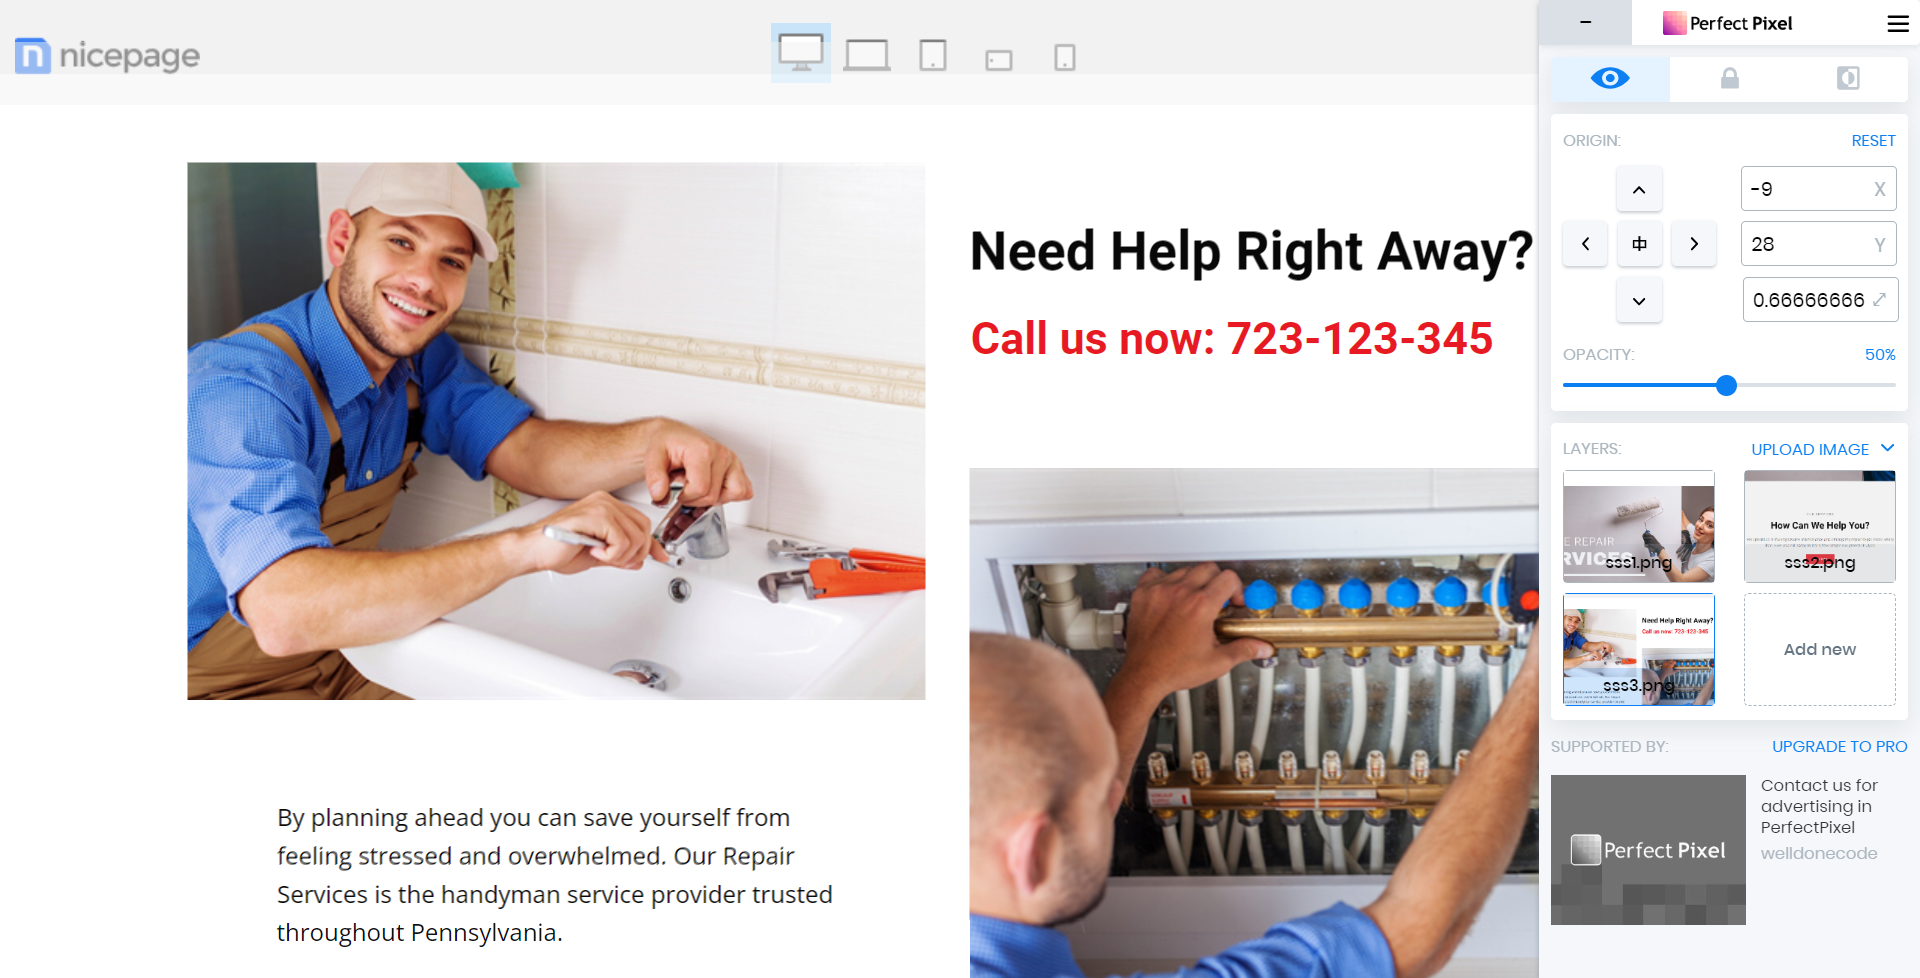 nicepage
Need Help Right Away?
Call us now: 723-123-345
By planning ahead you can save yourself from
feeling stressed and overwhelmed. Our Repair
Services is the handyman service provider trusted
throughout Pennsylvania.
Perfect Pixel
ORIGIN:
RESET
-9
X
28
Y
0.66666666
OPACITY:
50%
LAYERS:
UPLOAD IMAGE
E REPAIR
RVICES
sss1.png
How Can We Help You?
sss2.png
Need Help Right Away?
Call us now: 723-123-345
sss3.png
Add new
SUPPORTED BY:
UPGRADE TO PRO
Perfect Pixel
Contact us for
advertising in
PerfectPixel
welldonecode